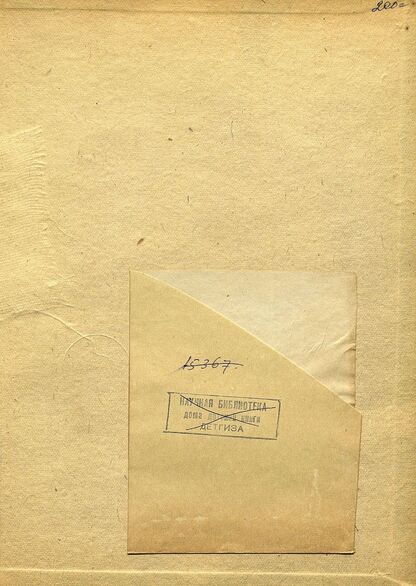 200=
15367.
НАУЧНАЯ БИБЛИОТЕКА
ДОМА ДЕТСКОЙ КНИГИ
ДЕТГИЗА